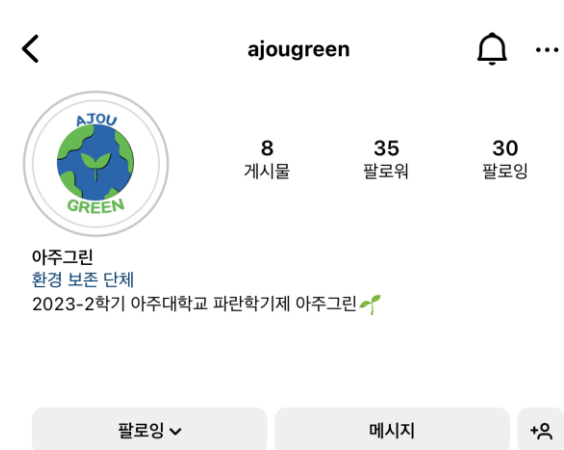 ajougreen
AJOU
GREEN
8 35 30
게시물 팔로워 팔로잉
아주그린
환경 보존 단체
2023-2학기 아주대학교 파란학기제 아주그린🌱
팔로잉 메시지